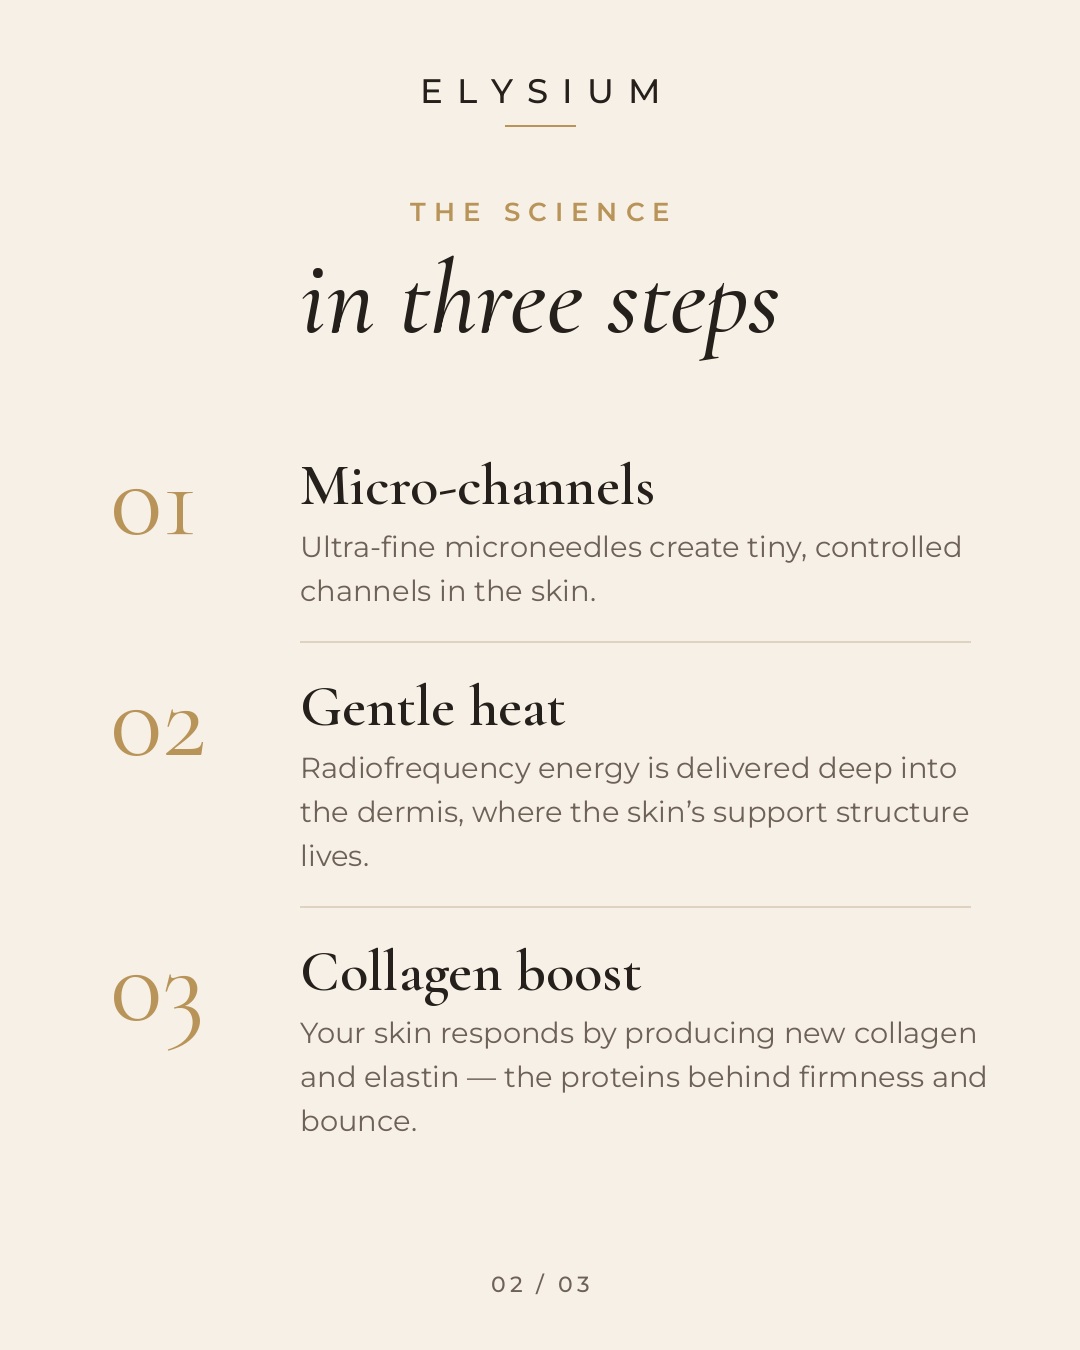 ELYSIUM
THE SCIENCE
in three steps
01
Micro-channels
Ultra-fine microneedles create tiny, controlled
channels in the skin.
02
Gentle heat
Radiofrequency energy is delivered deep into
the dermis, where the skin’s support structure
lives.
03
Collagen boost
Your skin responds by producing new collagen
and elastin — the proteins behind firmness and
bounce.
02 / 03